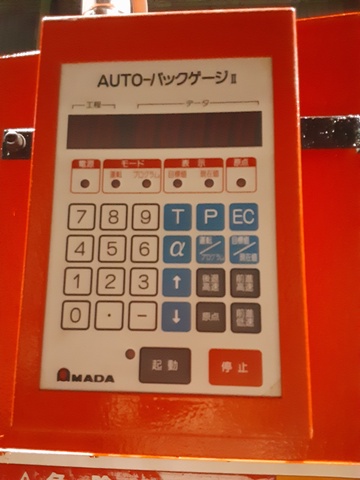 AUTO-バックゲージⅡ
工程 データ
電源 モード 表示 原点
運転 プログラム 目標値 現在値
7 8 9 T P EC
4 5 6 α 運転/プログラム 目標値/現在値
1 2 3 ↑ 後退高速 前進高速
0 . - ↓ 原点 前進低速
起動 停止
AMADA